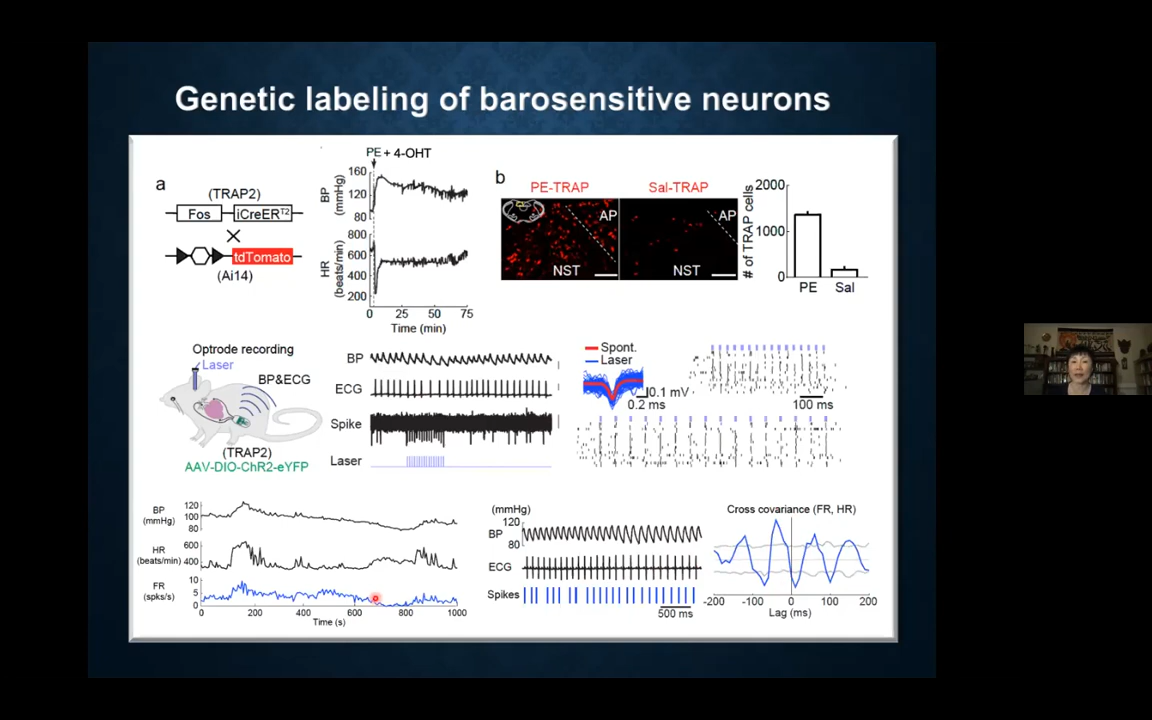 Genetic labeling of barosensitive neurons
a
(TRAP2)
Fos
iCreERT2
tdTomato
(Ai14)
PE + 4-OHT
BP
(mmHg)
160
120
80
HR
(beats/min)
800
600
400
200
0 25 50 75
Time (min)
b
PE-TRAP
Sal-TRAP
AP
NST
AP
NST
# of TRAP cells
2000
1000
0
PE Sal
Optrode recording
Laser
BP&ECG
(TRAP2)
AAV-DIO-ChR2-eYFP
BP
ECG
Spike
Laser
Spont.
Laser
0.1 mV
0.2 ms
100 ms
BP
(mmHg)
120
100
80
HR
(beats/min)
600
400
FR
(spks/s)
10
5
0
0 200 400 600 800 1000
Time (s)
(mmHg)
120
BP
80
ECG
Spikes
500 ms
Cross covariance (FR, HR)
-200 -100 0 100 200
Lag (ms)